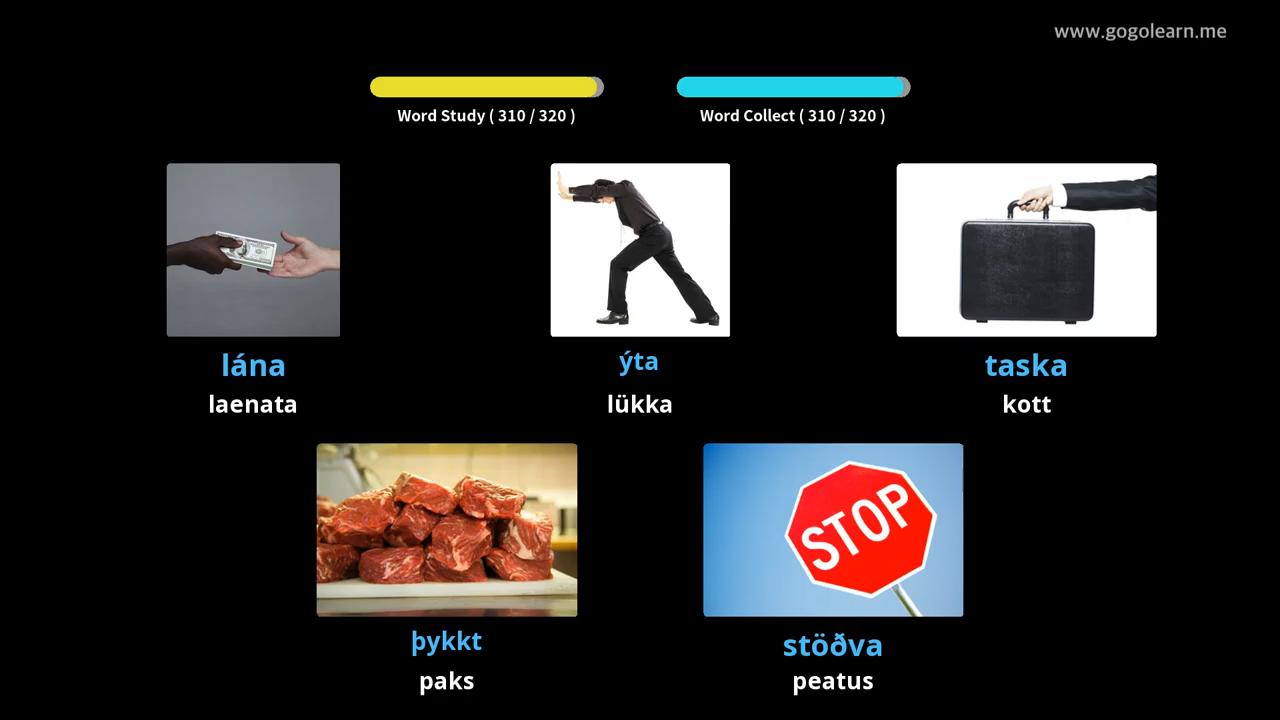 www.gogolearn.me
Word Study ( 310 / 320 )
Word Collect ( 310 / 320 )
lána
laenata
ýta
lükka
taska
kott
þykkt
paks
STOP
stöðva
peatus